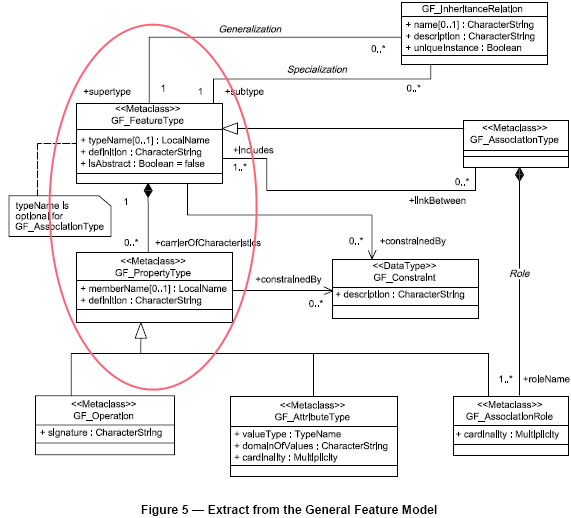 GF_InheritanceRelation
+ name[0..1] : CharacterString
+ description : CharacterString
+ uniqueInstance : Boolean
Generalization
0..*
Specialization
0..*
1
1
+supertype
+subtype
<<Metaclass>>
GF_FeatureType
+ typeName[0..1] : LocalName
+ definition : CharacterString
+ isAbstract : Boolean = false
<<Metaclass>>
GF_AssociationType
+includes
1..*
0..*
+linkBetween
typeName is
optional for
GF_AssociationType
1
0..*
+carrierOfCharacteristics
0..*
+constrainedBy
<<Metaclass>>
GF_PropertyType
+ memberName[0..1] : LocalName
+ definition : CharacterString
+constrainedBy
0..*
<<DataType>>
GF_Constraint
+ description : CharacterString
Role
1..*
+roleName
<<Metaclass>>
GF_Operation
+ signature : CharacterString
<<Metaclass>>
GF_AttributeType
+ valueType : TypeName
+ domainOfValues : CharacterString
+ cardinality : Multiplicity
<<Metaclass>>
GF_AssociationRole
+ cardinality : Multiplicity
Figure 5 — Extract from the General Feature Model